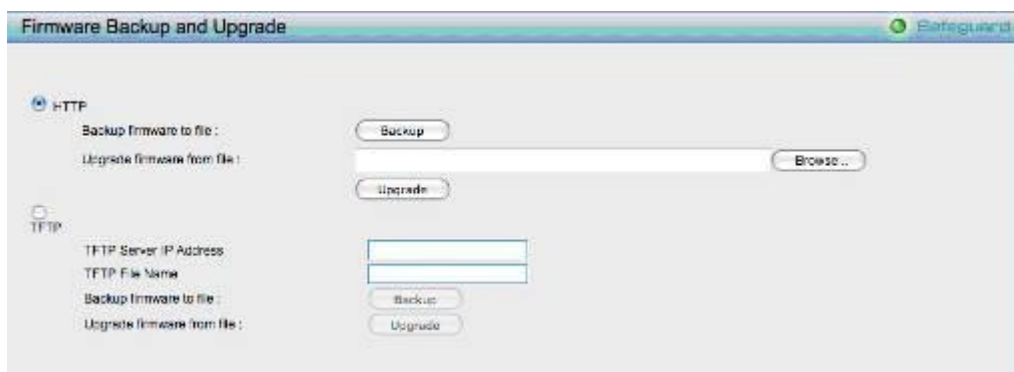 Firmware Backup and Upgrade
Safeguard
HTTP
Backup firmware to file :
Backup
Upgrade firmware from file :
Browse...
Upgrade
TFTP
TFTP Server IP Address
TFTP File Name
Backup firmware to file :
Backup
Upgrade firmware from file :
Upgrade